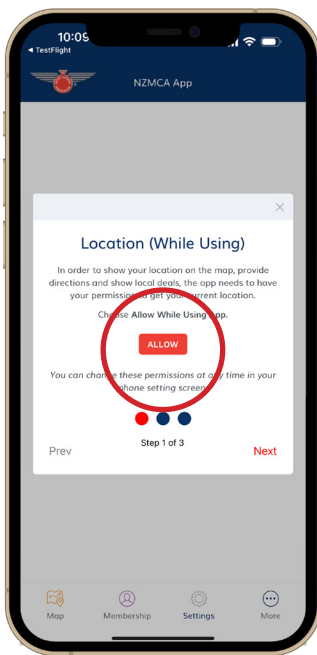 10:09
◀ TestFlight
NZMCA App
Location (While Using)
In order to show your location on the map, provide
directions and show local deals, the app needs to have
your permission to get your current location.
Choose Allow While Using App.
ALLOW
You can change these permissions at any time in your
phone setting screen.
Step 1 of 3
Prev
Next
Map
Membership
Settings
More